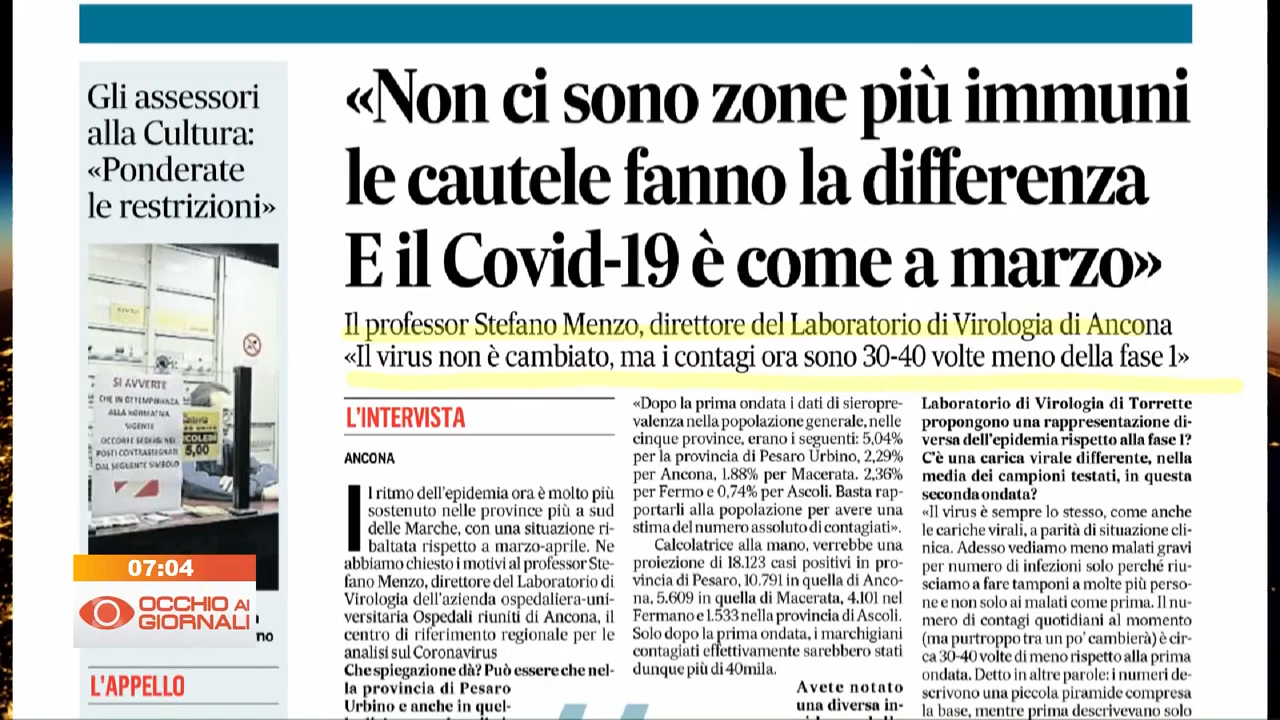 Gli assessori
alla Cultura:
«Ponderate
le restrizioni»
SI AVVERTE
CHE IN OTTEMPERANZA
ALLA NORMATIVA
VIGENTE
OCCORRE SEDERSI NEI
POSTI CONTRASSEGNATI
DAL SEGUENTE SIMBOLO
5,00
07:04
OCCHIO AI
GIORNALI
no
L'APPELLO
«Non ci sono zone più immuni
le cautele fanno la differenza
E il Covid-19 è come a marzo»
Il professor Stefano Menzo, direttore del Laboratorio di Virologia di Ancona
«Il virus non è cambiato, ma i contagi ora sono 30-40 volte meno della fase 1»
L'INTERVISTA
ANCONA
Il ritmo dell'epidemia ora è molto più
sostenuto nelle province più a sud
delle Marche, con una situazione ri-
baltata rispetto a marzo-aprile. Ne
abbiamo chiesto i motivi al professor Ste-
fano Menzo, direttore del Laboratorio di
Virologia dell'azienda ospedaliera-uni-
versitaria Ospedali riuniti di Ancona, il
centro di riferimento regionale per le
analisi sul Coronavirus
Che spiegazione dà? Può essere che nel-
la provincia di Pesaro
Urbino e anche in quel-
«Dopo la prima ondata i dati di sieropre-
valenza nella popolazione generale, nelle
cinque province, erano i seguenti: 5,04%
per la provincia di Pesaro Urbino, 2,29%
per Ancona, 1.88% per Macerata. 2,36%
per Fermo e 0,74% per Ascoli. Basta rap-
portarli alla popolazione per avere una
stima del numero assoluto di contagiati».
Calcolatrice alla mano, verrebbe una
proiezione di 18.123 casi positivi in pro-
vincia di Pesaro, 10.791 in quella di Anco-
na, 5.609 in quella di Macerata, 4.101 nel
Fermano e 1.533 nella provincia di Ascoli.
Solo dopo la prima ondata, i marchigiani
contagiati effettivamente sarebbero stati
dunque più di 40mila.
Avete notato
una diversa in-
Laboratorio di Virologia di Torrette
propongono una rappresentazione di-
versa dell'epidemia rispetto alla fase 1?
C'è una carica virale differente, nella
media dei campioni testati, in questa
seconda ondata?
«Il virus è sempre lo stesso, come anche
le cariche virali, a parità di situazione cli-
nica. Adesso vediamo meno malati gravi
per numero di infezioni solo perché riu-
sciamo a fare tamponi a molte più perso-
ne e non solo ai malati come prima. Il nu-
mero di contagi quotidiani al momento
(ma purtroppo tra un po' cambierà) è cir-
ca 30-40 volte di meno rispetto alla prima
ondata. Detto in altre parole: i numeri de-
scrivono una piccola piramide compresa
la base, mentre prima descrivevano solo